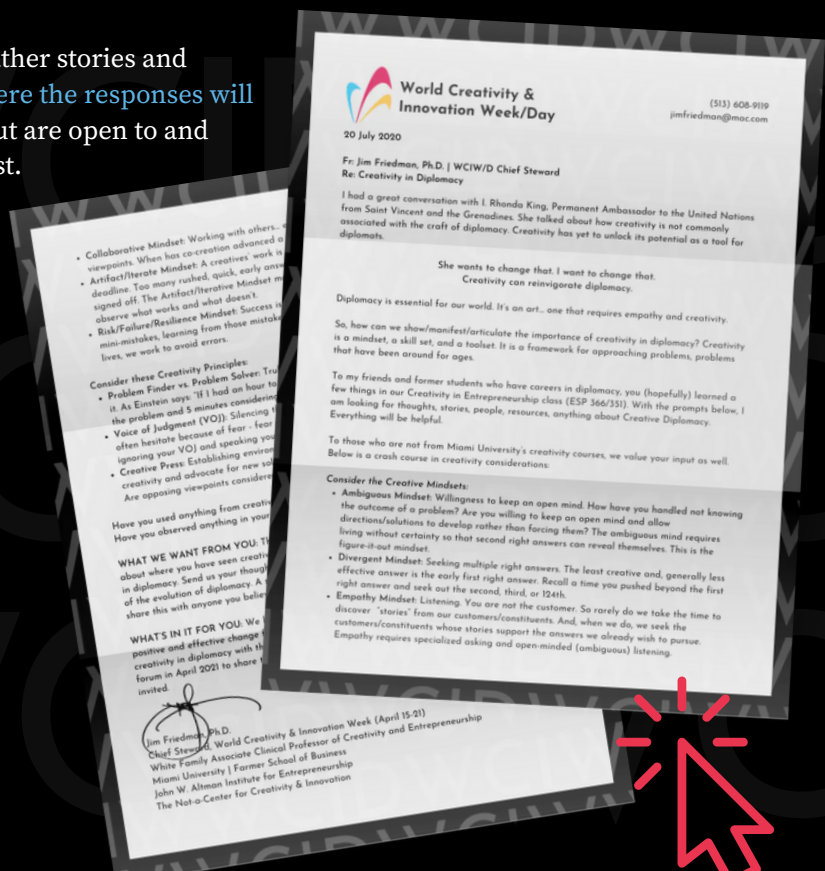 ather stories and
ere the responses will
ut are open to and
st.
World Creativity &
Innovation Week/Day
(513) 608-9119
jimfriedman@mac.com
20 July 2020
Fr: Jim Friedman, Ph.D. | WCIW/D Chief Steward
Re: Creativity in Diplomacy
I had a great conversation with I. Rhonda King, Permanent Ambassador to the United Nations
from Saint Vincent and the Grenadines. She talked about how creativity is not commonly
associated with the craft of diplomacy. Creativity has yet to unlock its potential as a tool for
diplomats.
She wants to change that. I want to change that.
Creativity can reinvigorate diplomacy.
Diplomacy is essential for our world. It's an art... one that requires empathy and creativity.
So, how can we show/manifest/articulate the importance of creativity in diplomacy? Creativity
is a mindset, a skill set, and a toolset. It is a framework for approaching problems, problems
that have been around for ages.
To my friends and former students who have careers in diplomacy, you (hopefully) learned a
few things in our Creativity in Entrepreneurship class (ESP 366/351). With the prompts below, I
am looking for thoughts, stories, people, resources, anything about Creative Diplomacy.
Everything will be helpful.
To those who are not from Miami University's creativity courses, we value your input as well.
Below is a crash course in creativity considerations:
Consider the Creative Mindsets:
• Ambiguous Mindset: Willingness to keep an open mind. How have you handled not knowing
the outcome of a problem? Are you willing to keep an open mind and allow
directions/solutions to develop rather than forcing them? The ambiguous mind requires
living without certainty so that second right answers can reveal themselves. This is the
figure-it-out mindset.
• Divergent Mindset: Seeking multiple right answers. The least creative and, generally less
effective answer is the early first right answer. Recall a time you pushed beyond the first
right answer and seek out the second, third, or 124th.
• Empathy Mindset: Listening. You are not the customer. So rarely do we take the time to
discover "stories" from our customers/constituents. And, when we do, we seek the
customers/constituents whose stories support the answers we already wish to pursue.
Empathy requires specialized asking and open-minded (ambiguous) listening.
• Collaborative Mindset: Working with others...
viewpoints. When has co-creation advanced a
• Artifact/Iterate Mindset: A creatives' work is
deadline. Too many rushed, quick, early answ
signed off. The Artifact/Iterative Mindset m
observe what works and what doesn't.
• Risk/Failure/Resilience Mindset: Success is
mini-mistakes, learning from those mistake
lives, we work to avoid errors.
Consider these Creativity Principles:
• Problem Finder vs. Problem Solver: Tru
it. As Einstein says: "If I had an hour to
the problem and 5 minutes considering
• Voice of Judgment (VOJ): Silencing t
often hesitate because of fear - fear
ignoring your VOJ and speaking you
• Creative Press: Establishing environ
creativity and advocate for new sol
Are opposing viewpoints considere
Have you used anything from creativ
Have you observed anything in your
WHAT WE WANT FROM YOU: Th
about where you have seen creativ
in diplomacy. Send us your though
of the evolution of diplomacy. A
share this with anyone you believ
WHAT'S IN IT FOR YOU: We
positive and effective change
creativity in diplomacy with th
forum in April 2021 to share
invited.
Jim Friedman, Ph.D.
Chief Steward, World Creativity & Innovation Week (April 15-21)
White Family Associate Clinical Professor of Creativity and Entrepreneurship
Miami University | Farmer School of Business
John W. Altman Institute for Entrepreneurship
The Not-a-Center for Creativity & Innovation